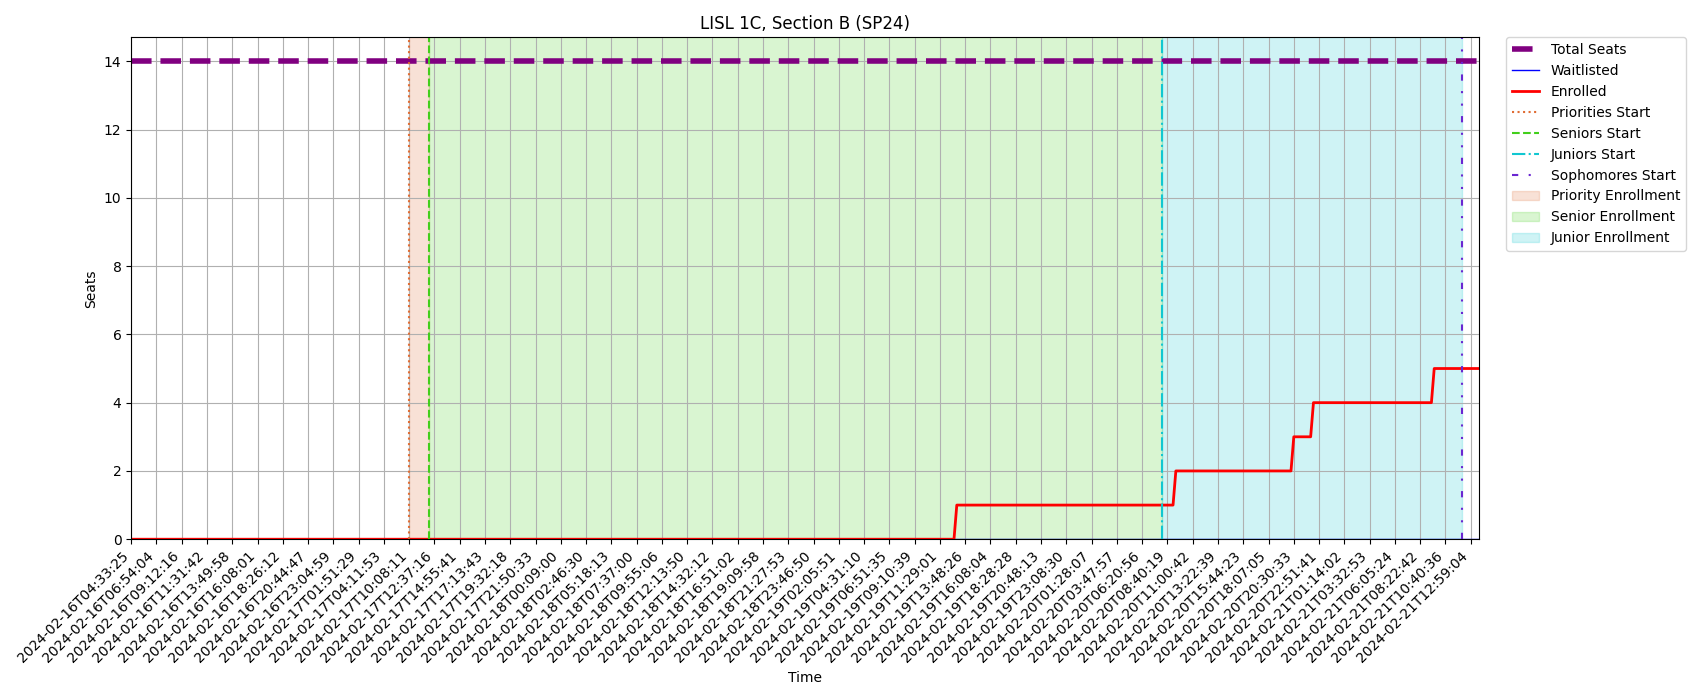 LISL 1C, Section B (SP24)
Total Seats
Waitlisted
Enrolled
Priorities Start
Seniors Start
Juniors Start
Sophomores Start
Priority Enrollment
Senior Enrollment
Junior Enrollment
Seats
14
12
10
8
6
4
2
0
2024-02-16T04:33:25
2024-02-16T06:54:04
2024-02-16T09:12:16
2024-02-16T11:31:42
2024-02-16T13:49:58
2024-02-16T16:08:01
2024-02-16T18:26:12
2024-02-16T20:44:47
2024-02-16T23:04:59
2024-02-17T01:51:29
2024-02-17T04:11:53
2024-02-17T10:08:11
2024-02-17T12:37:16
2024-02-17T14:55:41
2024-02-17T17:13:43
2024-02-17T19:32:18
2024-02-17T21:50:33
2024-02-18T00:09:00
2024-02-18T02:46:30
2024-02-18T05:18:13
2024-02-18T07:37:00
2024-02-18T09:55:06
2024-02-18T12:13:50
2024-02-18T14:32:12
2024-02-18T16:51:02
2024-02-18T19:09:58
2024-02-18T21:27:53
2024-02-18T23:46:50
2024-02-19T02:05:51
2024-02-19T04:31:10
2024-02-19T06:51:35
2024-02-19T09:10:39
2024-02-19T11:29:01
2024-02-19T13:48:26
2024-02-19T16:08:04
2024-02-19T18:28:28
2024-02-19T20:48:13
2024-02-19T23:08:30
2024-02-20T01:28:07
2024-02-20T03:47:57
2024-02-20T06:20:56
2024-02-20T08:40:19
2024-02-20T11:00:42
2024-02-20T13:22:39
2024-02-20T15:44:23
2024-02-20T18:07:05
2024-02-20T20:30:33
2024-02-20T22:51:41
2024-02-21T01:14:02
2024-02-21T03:32:53
2024-02-21T06:05:24
2024-02-21T08:22:42
2024-02-21T10:40:36
2024-02-21T12:59:04
Time